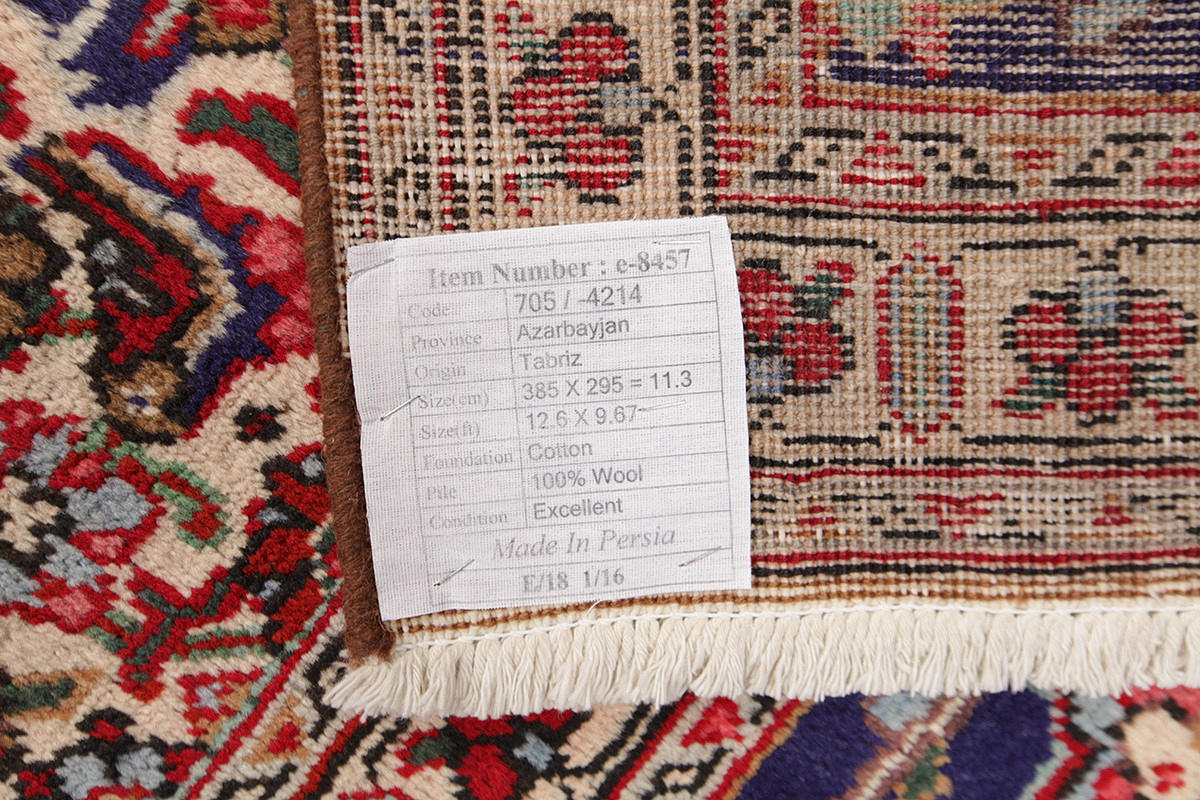 Item Number : e-8457
Code 705 / -4214
Province Azarbayjan
Origin Tabriz
Size(cm) 385 X 295 = 11.3
Size(ft) 12.6 X 9.67
Foundation Cotton
Pile 100% Wool
Condition Excellent
Made In Persia
E/18 1/16